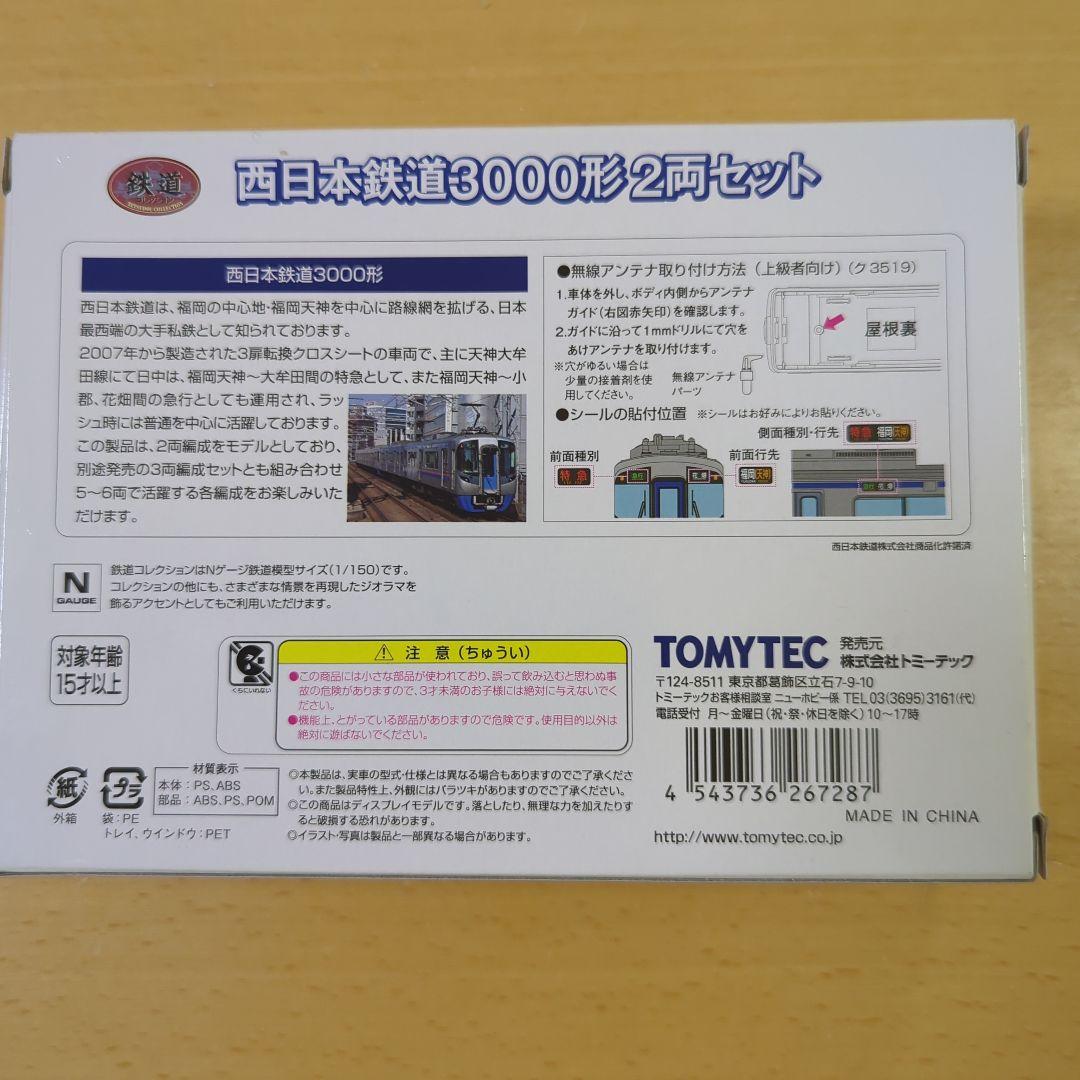 鉄道
コレクション
TETSUDOU COLLECTION
西日本鉄道3000形 2両セット
西日本鉄道3000形
西日本鉄道は、福岡の中心地・福岡天神を中心に路線網を拡げる、日本
最西端の大手私鉄として知られております。
2007年から製造された3扉転換クロスシートの車両で、主に天神大牟
田線にて日中は、福岡天神～大牟田間の特急として、また福岡天神～小
郡、花畑間の急行としても運用され、ラッ
シュ時には普通を中心に活躍しております。
この製品は、2両編成をモデルとしており、
別途発売の3両編成セットとも組み合わせ
5～6両で活躍する各編成をお楽しみいた
だけます。
●無線アンテナ取り付け方法（上級者向け）（ク3519）
1.車体を外し、ボディ内側からアンテナ
ガイド（右図赤矢印）を確認します。
2.ガイドに沿って1mmドリルにて穴を
あけアンテナを取り付けます。
※穴がゆるい場合は
少量の接着剤を使
用してください。
無線アンテナ
パーツ
屋根裏
●シールの貼付位置 ※シールはお好みによりお貼りください。
側面種別・行先
特急 福岡(天神)
前面種別
特急
急行
花畑
前面行先
福岡(天神)
急行 花畑
西日本鉄道株式会社商品化許諾済
N
GAUGE
鉄道コレクションはNゲージ鉄道模型サイズ（1/150）です。
コレクションの他にも、さまざまな情景を再現したジオラマを
飾るアクセントとしてもご利用いただけます。
対象年齢
15才以上
くちにいれない
⚠ 注 意（ちゅうい）
●この商品には小さな部品が使われており、誤って飲み込むと思わぬ事
故の危険がありますので、3才未満のお子様には絶対に与えないでく
ださい。
●機能上、とがっている部品がありますので危険です。使用目的以外は
絶対に遊ばないでください。
TOMYTEC 発売元
株式会社トミーテック
〒124-8511 東京都葛飾区立石7-9-10
トミーテックお客様相談室 ニューホビー係 TEL 03(3695)3161(代)
電話受付 月～金曜日（祝・祭・休日を除く）10～17時
4 543736 267287
MADE IN CHINA
http://www.tomytec.co.jp
紙
外箱
プラ
袋：PE
トレイ、ウインドウ：PET
材質表示
本体：PS、ABS
部品：ABS、PS、POM
◎本製品は、実車の型式・仕様とは異なる場合もありますのでご了承くださ
い。また製品特性上、外観にはバラツキがありますのでご了承ください。
◎この商品はディスプレイモデルです。落としたり、無理な力を加えたりす
ると破損する恐れがあります。
◎イラスト・写真は製品と一部異なる場合があります。